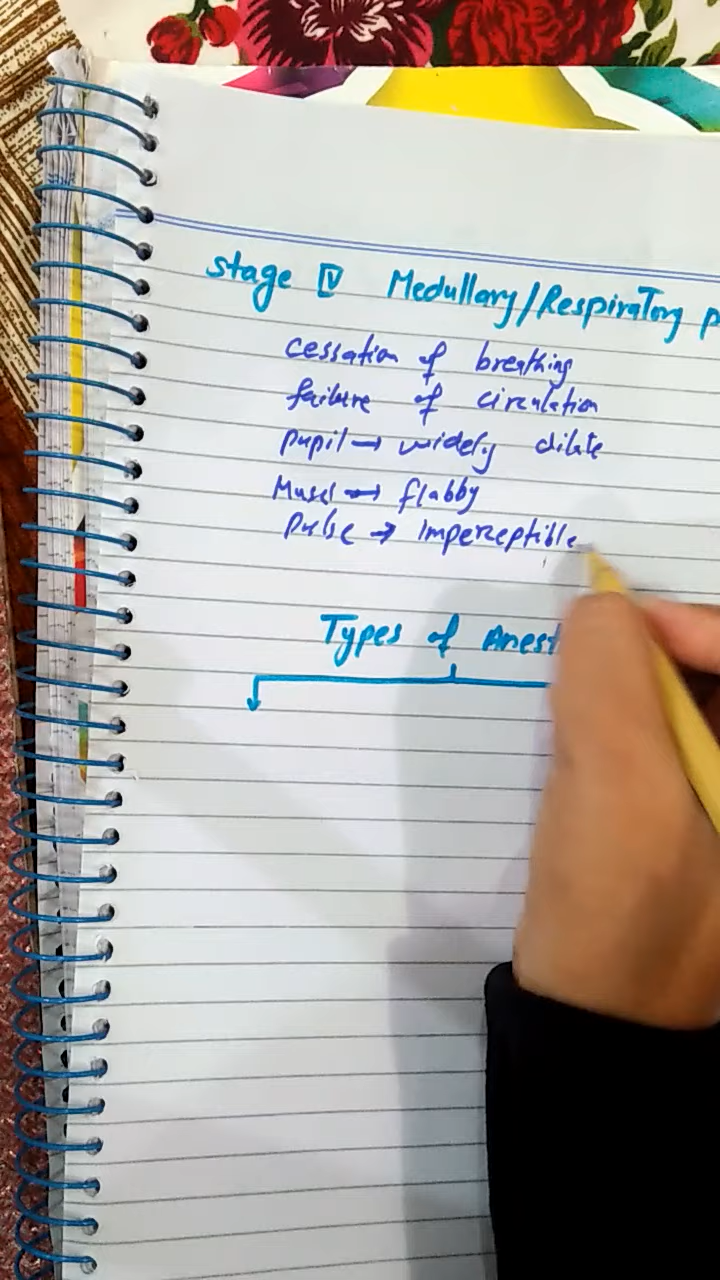 stage IV Medullary/Respiratory p
cessation of breathing
failure of circulation
pupil → widely dilate
Muscl → flabby
Pulse → Imperceptible
Types of Anest